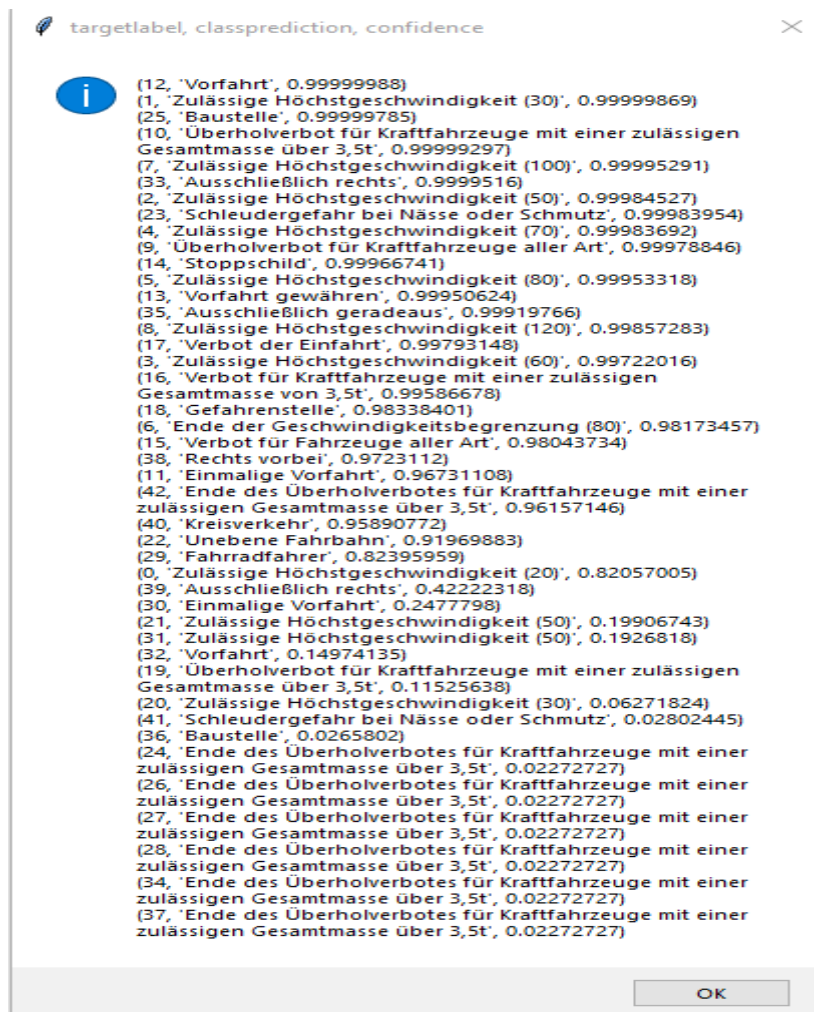 targetlabel, classprediction, confidence
i
(12, 'Vorfahrt', 0.99999988)
(1, 'Zulässige Höchstgeschwindigkeit (30)', 0.99999869)
(25, 'Baustelle', 0.99999785)
(10, 'Überholverbot für Kraftfahrzeuge mit einer zulässigen
Gesamtmasse über 3,5t', 0.99999297)
(7, 'Zulässige Höchstgeschwindigkeit (100)', 0.99995291)
(33, 'Ausschließlich rechts', 0.9999516)
(2, 'Zulässige Höchstgeschwindigkeit (50)', 0.99984527)
(23, 'Schleudergefahr bei Nässe oder Schmutz', 0.99983954)
(4, 'Zulässige Höchstgeschwindigkeit (70)', 0.99983692)
(9, 'Überholverbot für Kraftfahrzeuge aller Art', 0.99978846)
(14, 'Stoppschild', 0.99966741)
(5, 'Zulässige Höchstgeschwindigkeit (80)', 0.99953318)
(13, 'Vorfahrt gewähren', 0.99950624)
(35, 'Ausschließlich geradeaus', 0.99919766)
(8, 'Zulässige Höchstgeschwindigkeit (120)', 0.99857283)
(17, 'Verbot der Einfahrt', 0.99793148)
(3, 'Zulässige Höchstgeschwindigkeit (60)', 0.99722016)
(16, 'Verbot für Kraftfahrzeuge mit einer zulässigen
Gesamtmasse von 3,5t', 0.99586678)
(18, 'Gefahrenstelle', 0.98338401)
(6, 'Ende der Geschwindigkeitsbegrenzung (80)', 0.98173457)
(15, 'Verbot für Fahrzeuge aller Art', 0.98043734)
(38, 'Rechts vorbei', 0.9723112)
(11, 'Einmalige Vorfahrt', 0.96731108)
(42, 'Ende des Überholverbotes für Kraftfahrzeuge mit einer
zulässigen Gesamtmasse über 3,5t', 0.96157146)
(40, 'Kreisverkehr', 0.95890772)
(22, 'Unebene Fahrbahn', 0.91969883)
(29, 'Fahrradfahrer', 0.82395959)
(0, 'Zulässige Höchstgeschwindigkeit (20)', 0.82057005)
(39, 'Ausschließlich rechts', 0.42222318)
(30, 'Einmalige Vorfahrt', 0.2477798)
(21, 'Zulässige Höchstgeschwindigkeit (50)', 0.19906743)
(31, 'Zulässige Höchstgeschwindigkeit (50)', 0.1926818)
(32, 'Vorfahrt', 0.14974135)
(19, 'Überholverbot für Kraftfahrzeuge mit einer zulässigen
Gesamtmasse über 3,5t', 0.11525638)
(20, 'Zulässige Höchstgeschwindigkeit (30)', 0.06271824)
(41, 'Schleudergefahr bei Nässe oder Schmutz', 0.02802445)
(36, 'Baustelle', 0.0265802)
(24, 'Ende des Überholverbotes für Kraftfahrzeuge mit einer
zulässigen Gesamtmasse über 3,5t', 0.02272727)
(26, 'Ende des Überholverbotes für Kraftfahrzeuge mit einer
zulässigen Gesamtmasse über 3,5t', 0.02272727)
(27, 'Ende des Überholverbotes für Kraftfahrzeuge mit einer
zulässigen Gesamtmasse über 3,5t', 0.02272727)
(28, 'Ende des Überholverbotes für Kraftfahrzeuge mit einer
zulässigen Gesamtmasse über 3,5t', 0.02272727)
(34, 'Ende des Überholverbotes für Kraftfahrzeuge mit einer
zulässigen Gesamtmasse über 3,5t', 0.02272727)
(37, 'Ende des Überholverbotes für Kraftfahrzeuge mit einer
zulässigen Gesamtmasse über 3,5t', 0.02272727)
OK